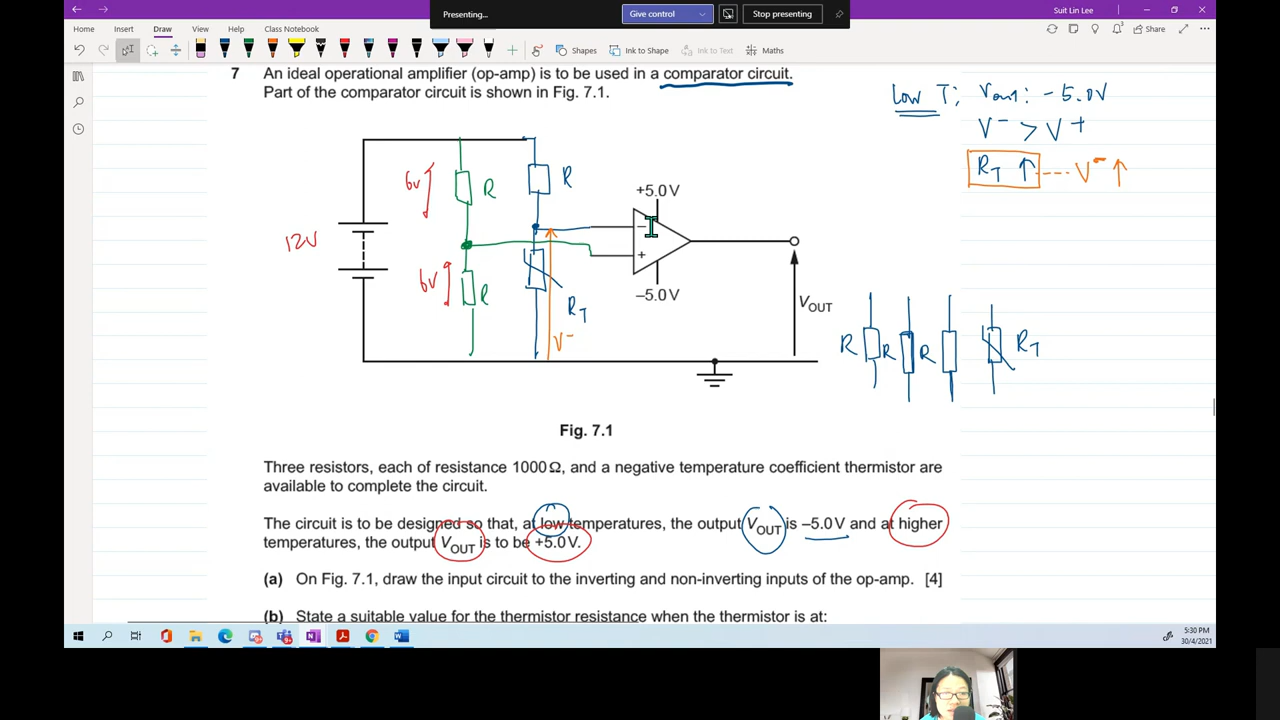 Presenting...
Give control
Stop presenting
Suit Lin Lee
Home
Insert
Draw
View
Help
Class Notebook
Share
Shapes
Ink to Shape
Ink to Text
Maths
7 An ideal operational amplifier (op-amp) is to be used in a comparator circuit.
Part of the comparator circuit is shown in Fig. 7.1.
Low T; Vout: -5.0V
V⁻ > V⁺
R_T ↑ ---- V⁻ ↑
6V
R
R
+5.0 V
12V
−
+
6V
R
R_T
–5.0 V
V_OUT
V⁻
R
R
R
R_T
Fig. 7.1
Three resistors, each of resistance 1000 Ω, and a negative temperature coefficient thermistor are
available to complete the circuit.
The circuit is to be designed so that, at low temperatures, the output V_OUT is –5.0 V and at higher
temperatures, the output V_OUT is to be +5.0 V.
(a) On Fig. 7.1, draw the input circuit to the inverting and non-inverting inputs of the op-amp. [4]
(b) State a suitable value for the thermistor resistance when the thermistor is at:
5:30 PM
30/4/2021